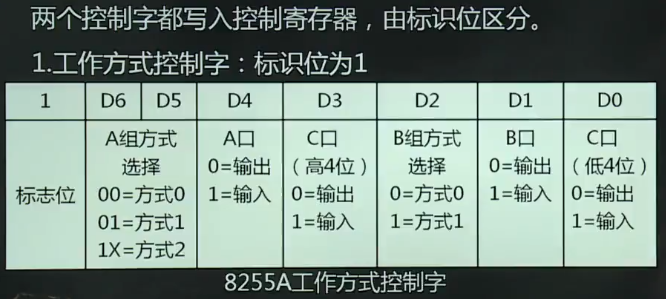 两个控制字都写入控制寄存器，由标识位区分。
1.工作方式控制字：标识位为1
1 D6 D5 D4 D3 D2 D1 D0
标志位
A组方式
选择
00=方式0
01=方式1
1X=方式2
A口
0=输出
1=输入
C口
（高4位）
0=输出
1=输入
B组方式
选择
0=方式0
1=方式1
B口
0=输出
1=输入
C口
（低4位）
0=输出
1=输入
8255A工作方式控制字